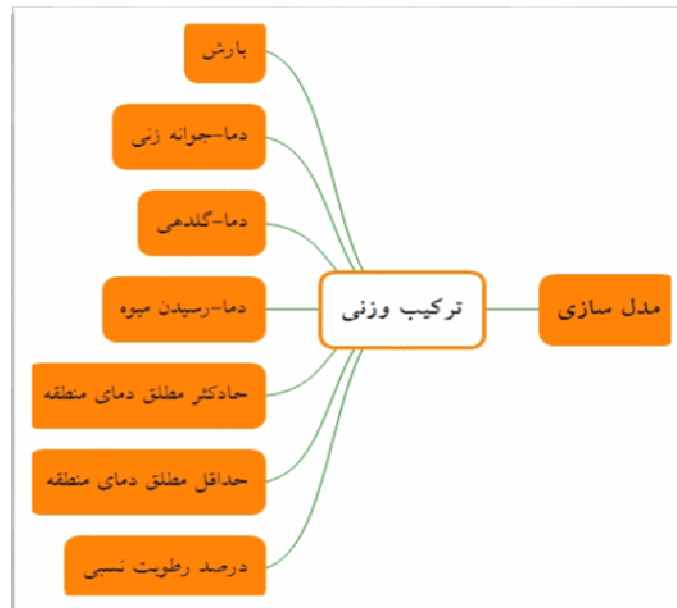 بارش
دما-جوانه زنی
دما-گلدهی
دما-رسیدن میوه
حادکثر مطلق دمای منطقه
حداقل مطلق دمای منطقه
درصد رطوبت نسبی
ترکیب وزنی
مدل سازی